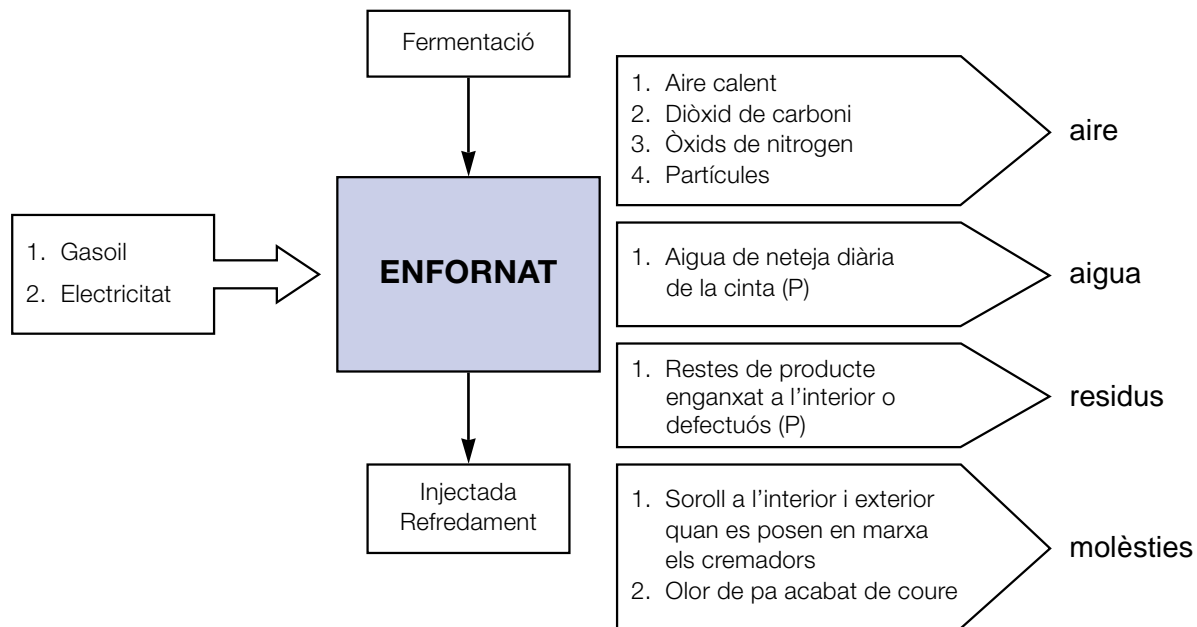 Fermentació
1. Gasoil
2. Electricitat
ENFORNAT
Injectada
Refredament
1. Aire calent
2. Diòxid de carboni
3. Òxids de nitrogen
4. Partícules
aire
1. Aigua de neteja diària
de la cinta (P)
aigua
1. Restes de producte
enganxat a l’interior o
defectuós (P)
residus
1. Soroll a l’interior i exterior
quan es posen en marxa
els cremadors
2. Olor de pa acabat de coure
molèsties